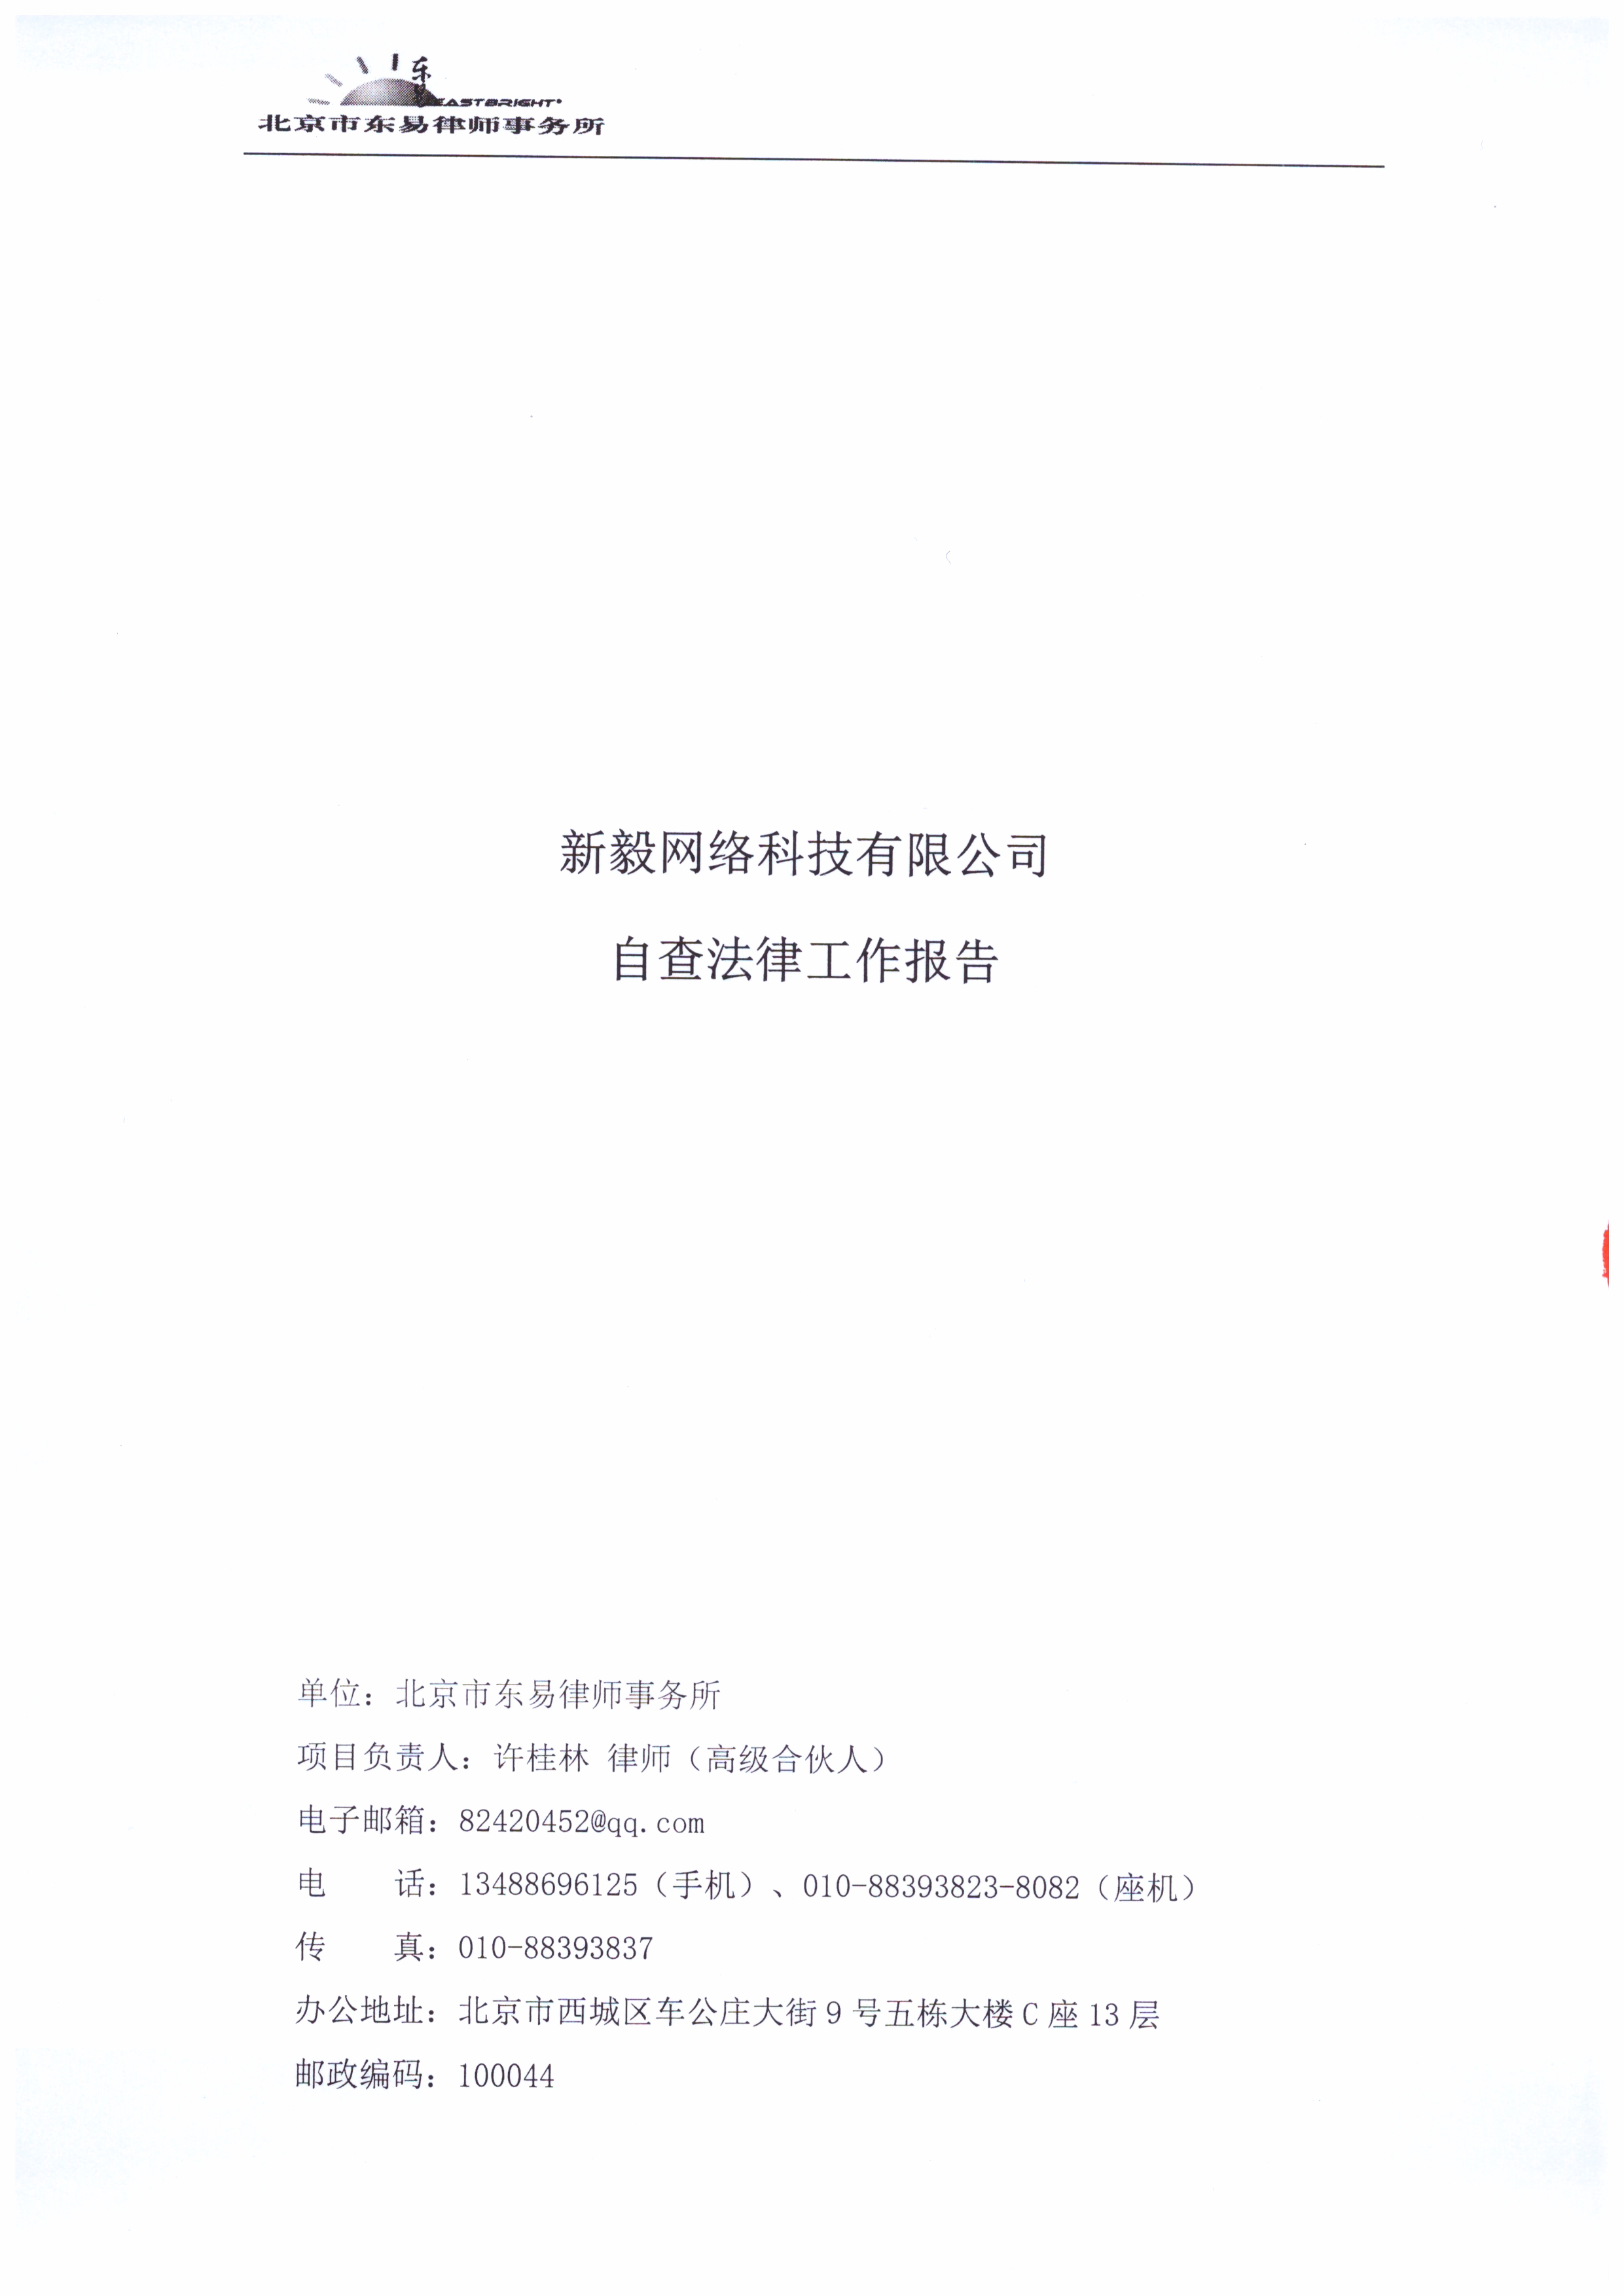 东易
EASTBRIGHT
北京市东易律师事务所
新毅网络科技有限公司
自查法律工作报告
单位：北京市东易律师事务所
项目负责人：许桂林 律师（高级合伙人）
电子邮箱：82420452@qq.com
电　　话：13488696125（手机）、010-88393823-8082（座机）
传　　真：010-88393837
办公地址：北京市西城区车公庄大街 9 号五栋大楼 C 座 13 层
邮政编码：100044